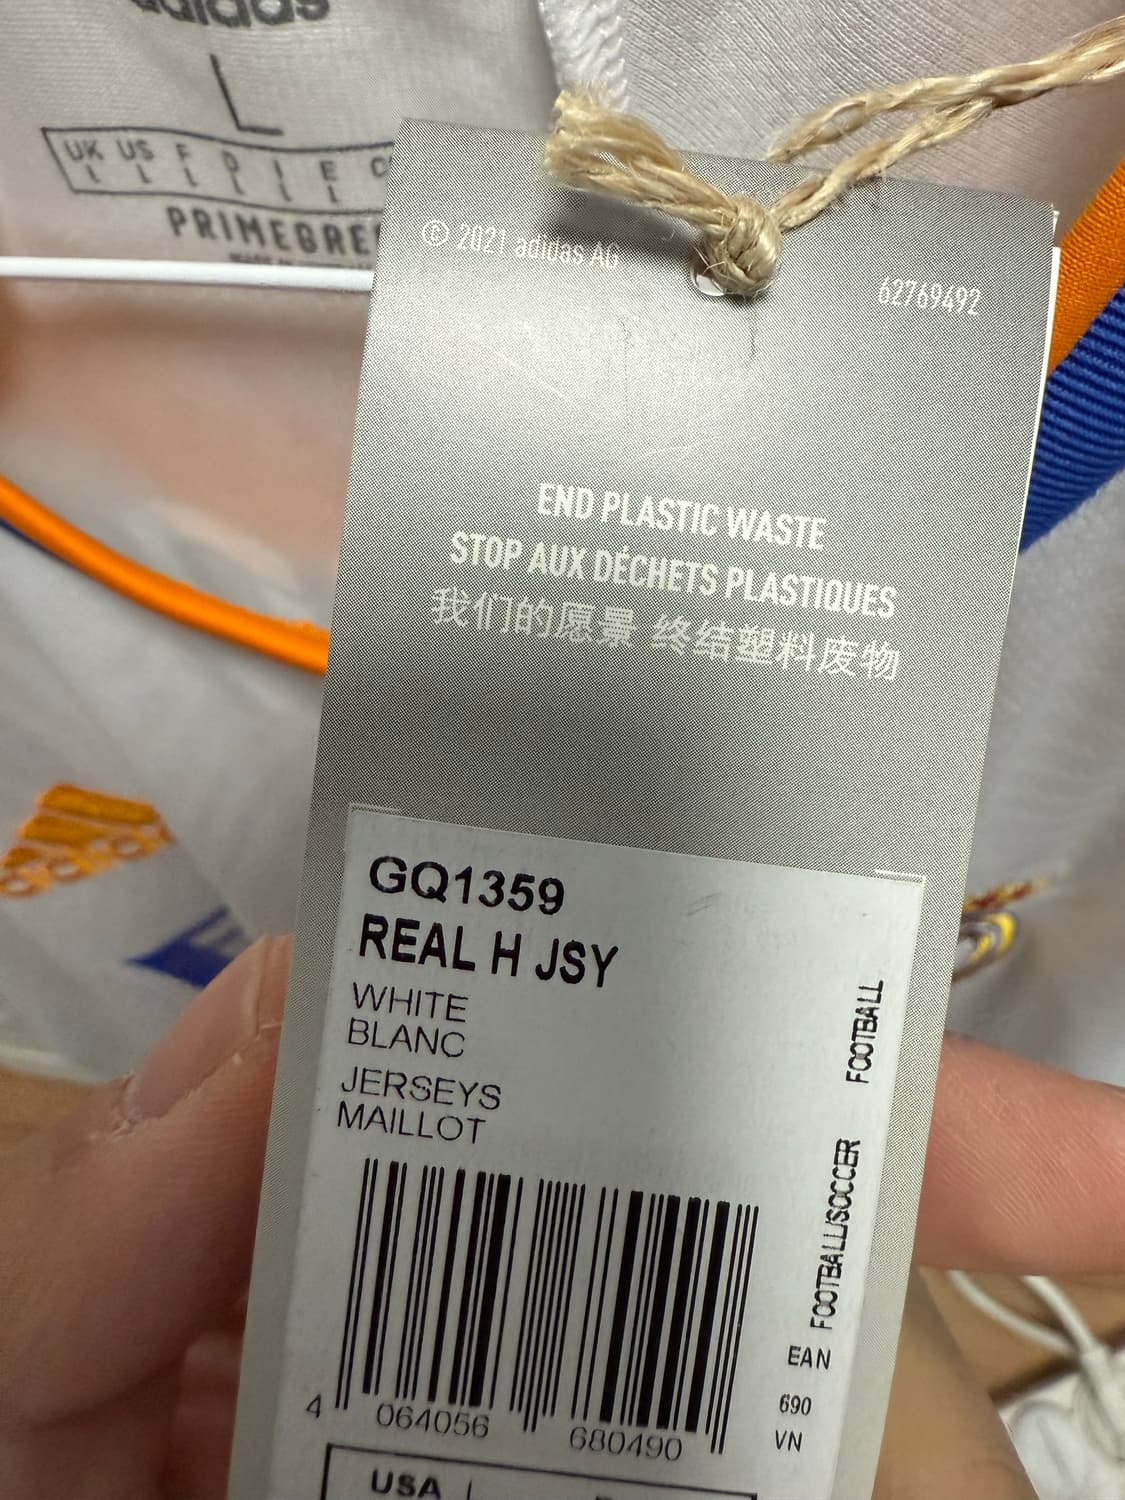 adidas
L
UK US F D I E
L L L L L L
PRIMEGREE
© 2021 adidas AG
62769492
END PLASTIC WASTE
STOP AUX DÉCHETS PLASTIQUES
我们的愿景 终结塑料废物
adidas
GQ1359
REAL H JSY
WHITE
BLANC
JERSEYS
MAILLOT
FOOTBALL
FOOTBALL/SOCCER
EAN
690
VN
4 064056 680490
USA